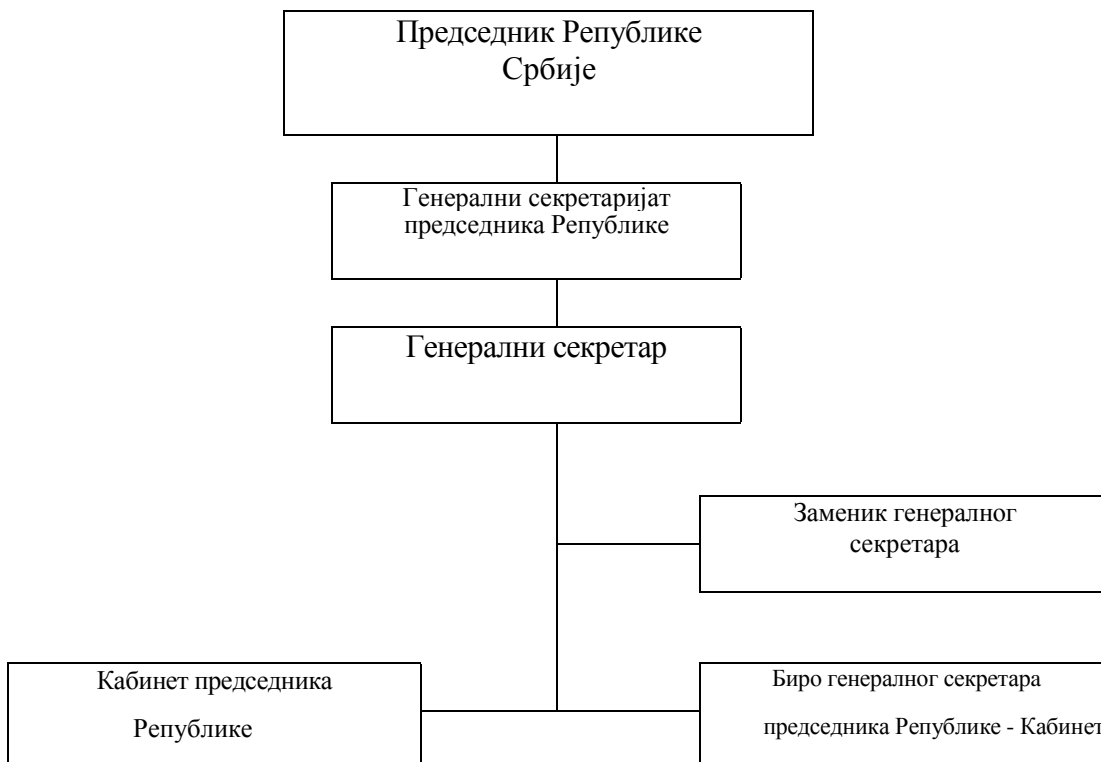 Председник Републике
Србије
Генерални секретаријат
председника Републике
Генерални секретар
Заменик генералног
секретара
Кабинет председника
Републике
Биро генералног секретара
председника Републике - Кабинет